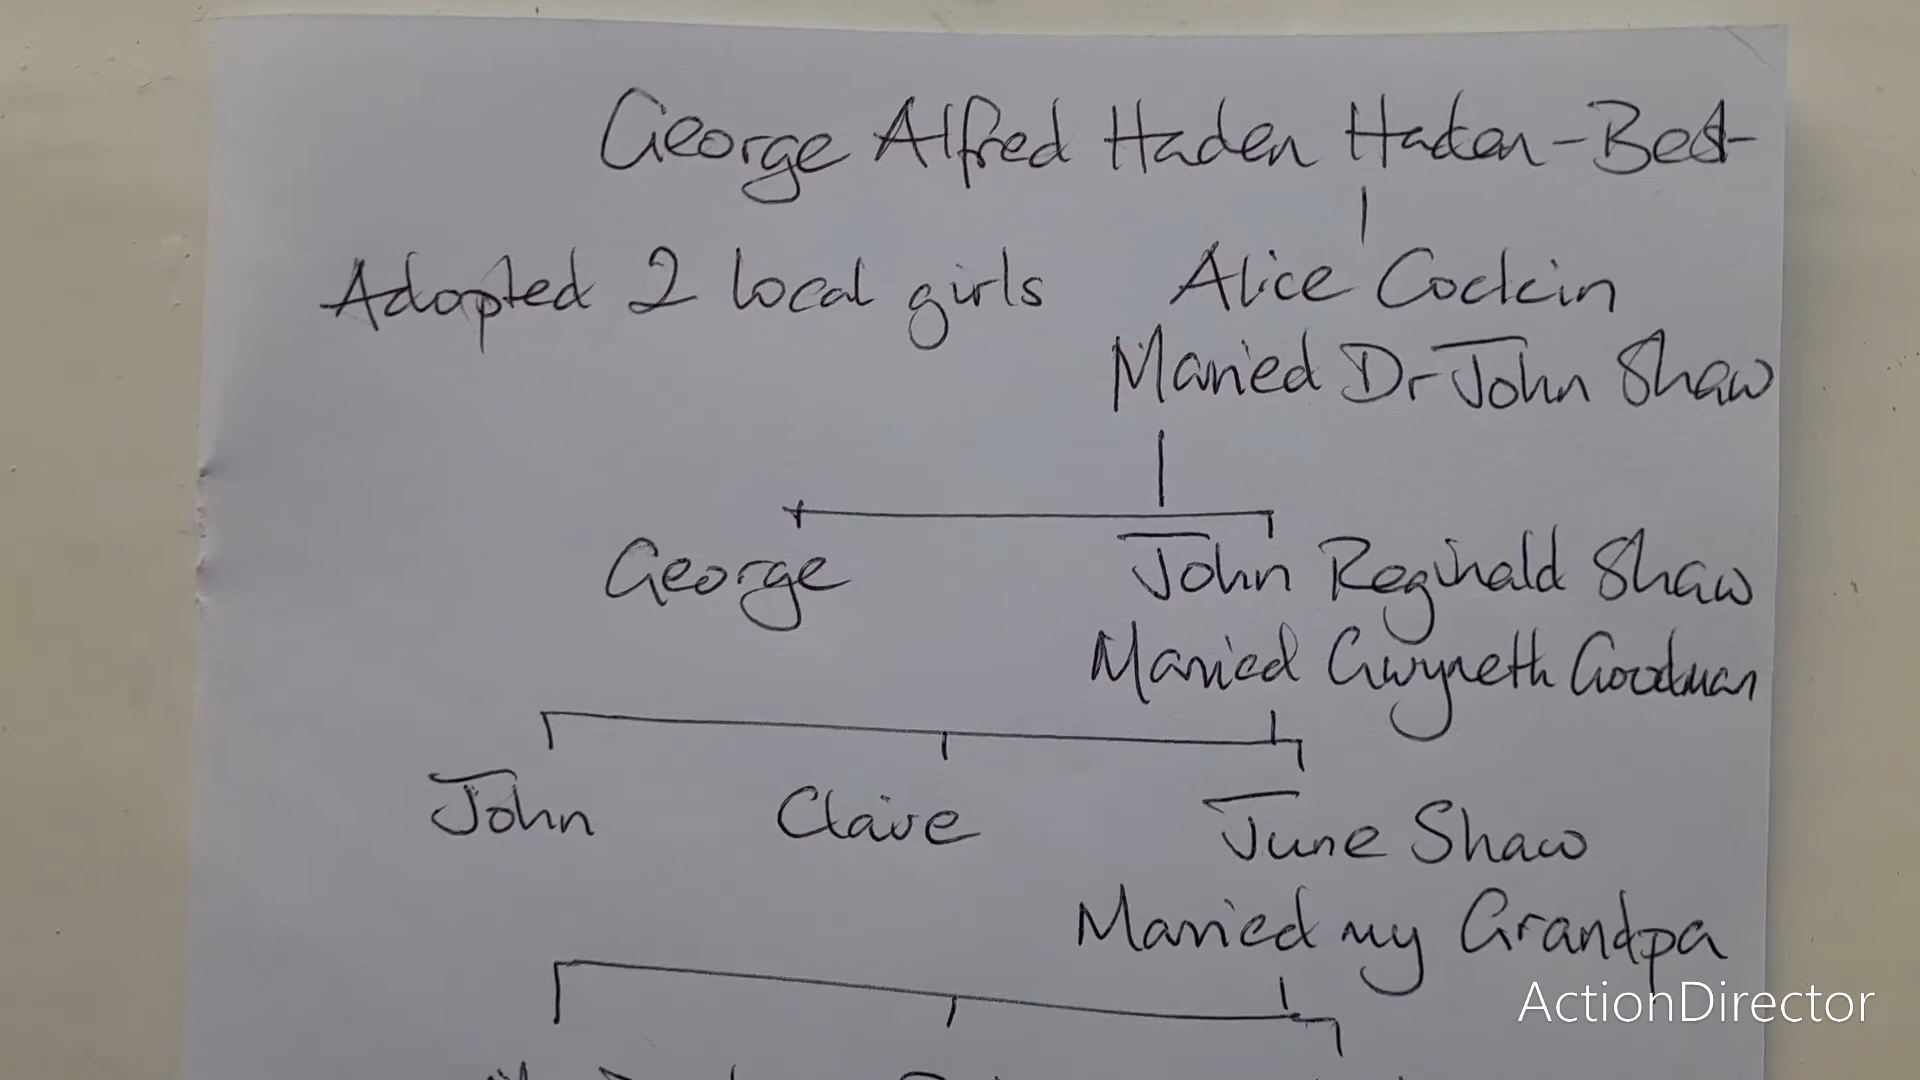 George Alfred Haden Haden-Best
Adopted 2 local girls Alice Cockin
Married Dr John Shaw
George John Reginald Shaw
Married Gwyneth Goodman
John Claire June Shaw
Married my Grandpa
ActionDirector